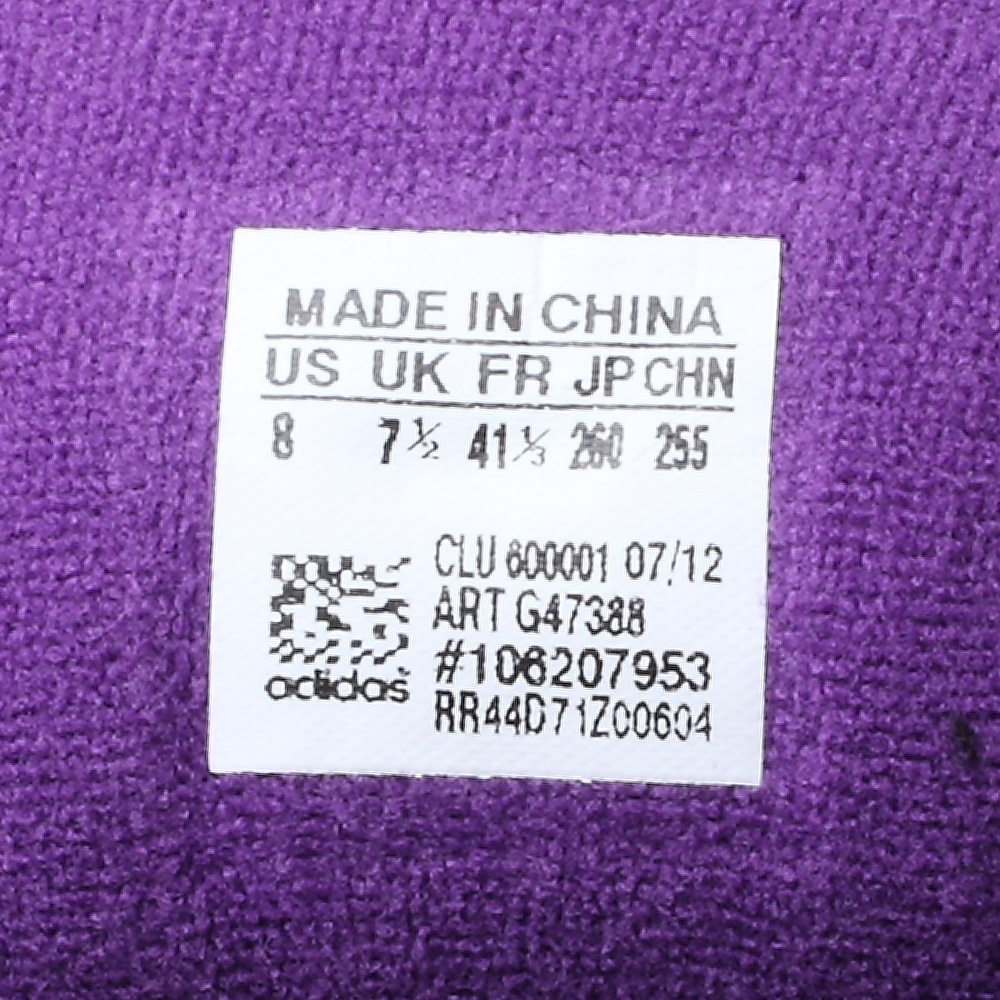 MADE IN CHINA
US UK FR JP CHN
8 7½ 41⅓ 260 255
CLU 600001 07/12
ART G47388
#106207953
RR44D71Z00604
adidas